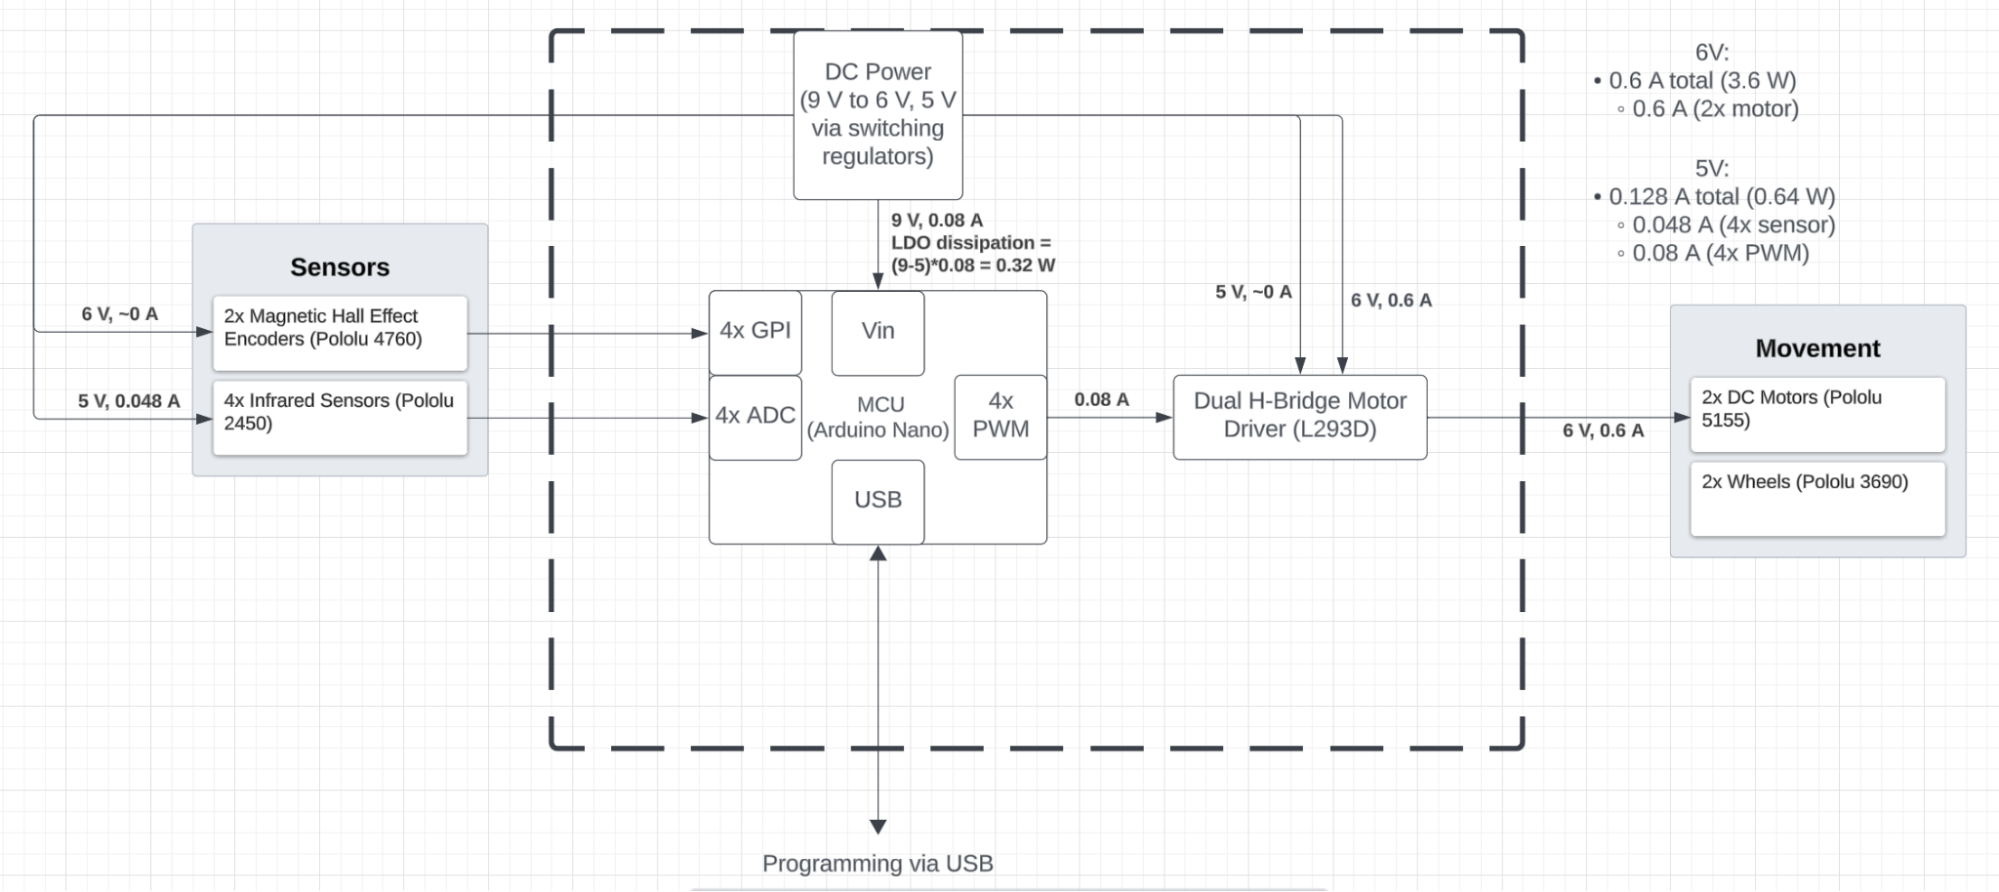 DC Power
(9 V to 6 V, 5 V
via switching
regulators)
6V:
• 0.6 A total (3.6 W)
◦ 0.6 A (2x motor)
5V:
• 0.128 A total (0.64 W)
◦ 0.048 A (4x sensor)
◦ 0.08 A (4x PWM)
9 V, 0.08 A
LDO dissipation =
(9-5)*0.08 = 0.32 W
Sensors
6 V, ~0 A
2x Magnetic Hall Effect
Encoders (Pololu 4760)
5 V, 0.048 A
4x Infrared Sensors (Pololu
2450)
4x GPI
Vin
4x ADC
MCU
(Arduino Nano)
4x
PWM
USB
0.08 A
5 V, ~0 A
6 V, 0.6 A
Dual H-Bridge Motor
Driver (L293D)
6 V, 0.6 A
Movement
2x DC Motors (Pololu
5155)
2x Wheels (Pololu 3690)
Programming via USB